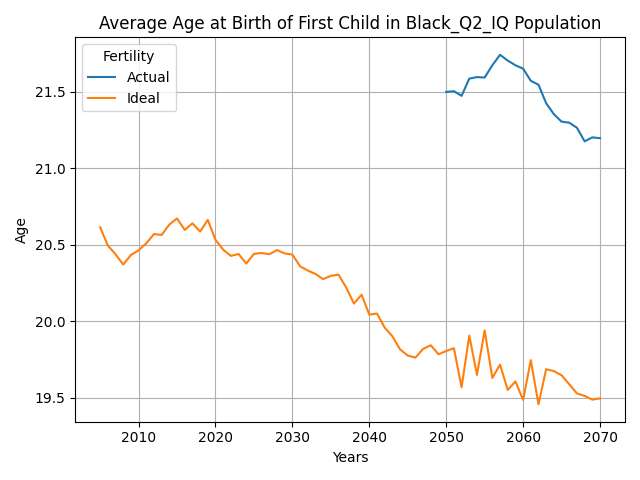 Average Age at Birth of First Child in Black_Q2_IQ Population
Fertility
Actual
Ideal
21.5
21.0
20.5
20.0
19.5
Age
2010 2020 2030 2040 2050 2060 2070
Years